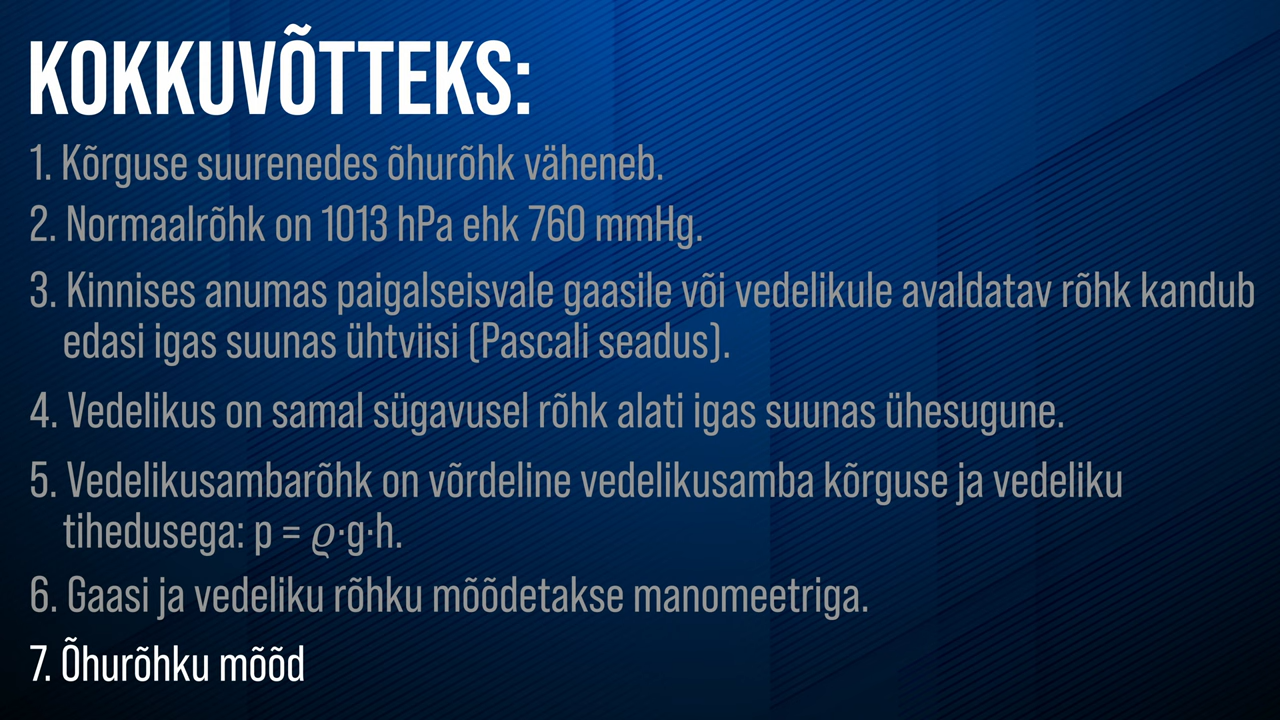 KOKKUVÕTTEKS:
1. Kõrguse suurenedes õhurõhk väheneb.
2. Normaalrõhk on 1013 hPa ehk 760 mmHg.
3. Kinnises anumas paigalseisvale gaasile või vedelikule avaldatav rõhk kandub
edasi igas suunas ühtviisi (Pascali seadus).
4. Vedelikus on samal sügavusel rõhk alati igas suunas ühesugune.
5. Vedelikusambarõhk on võrdeline vedelikusamba kõrguse ja vedeliku
tihedusega: p = ϱ·g·h.
6. Gaasi ja vedeliku rõhku mõõdetakse manomeetriga.
7. Õhurõhku mõõd